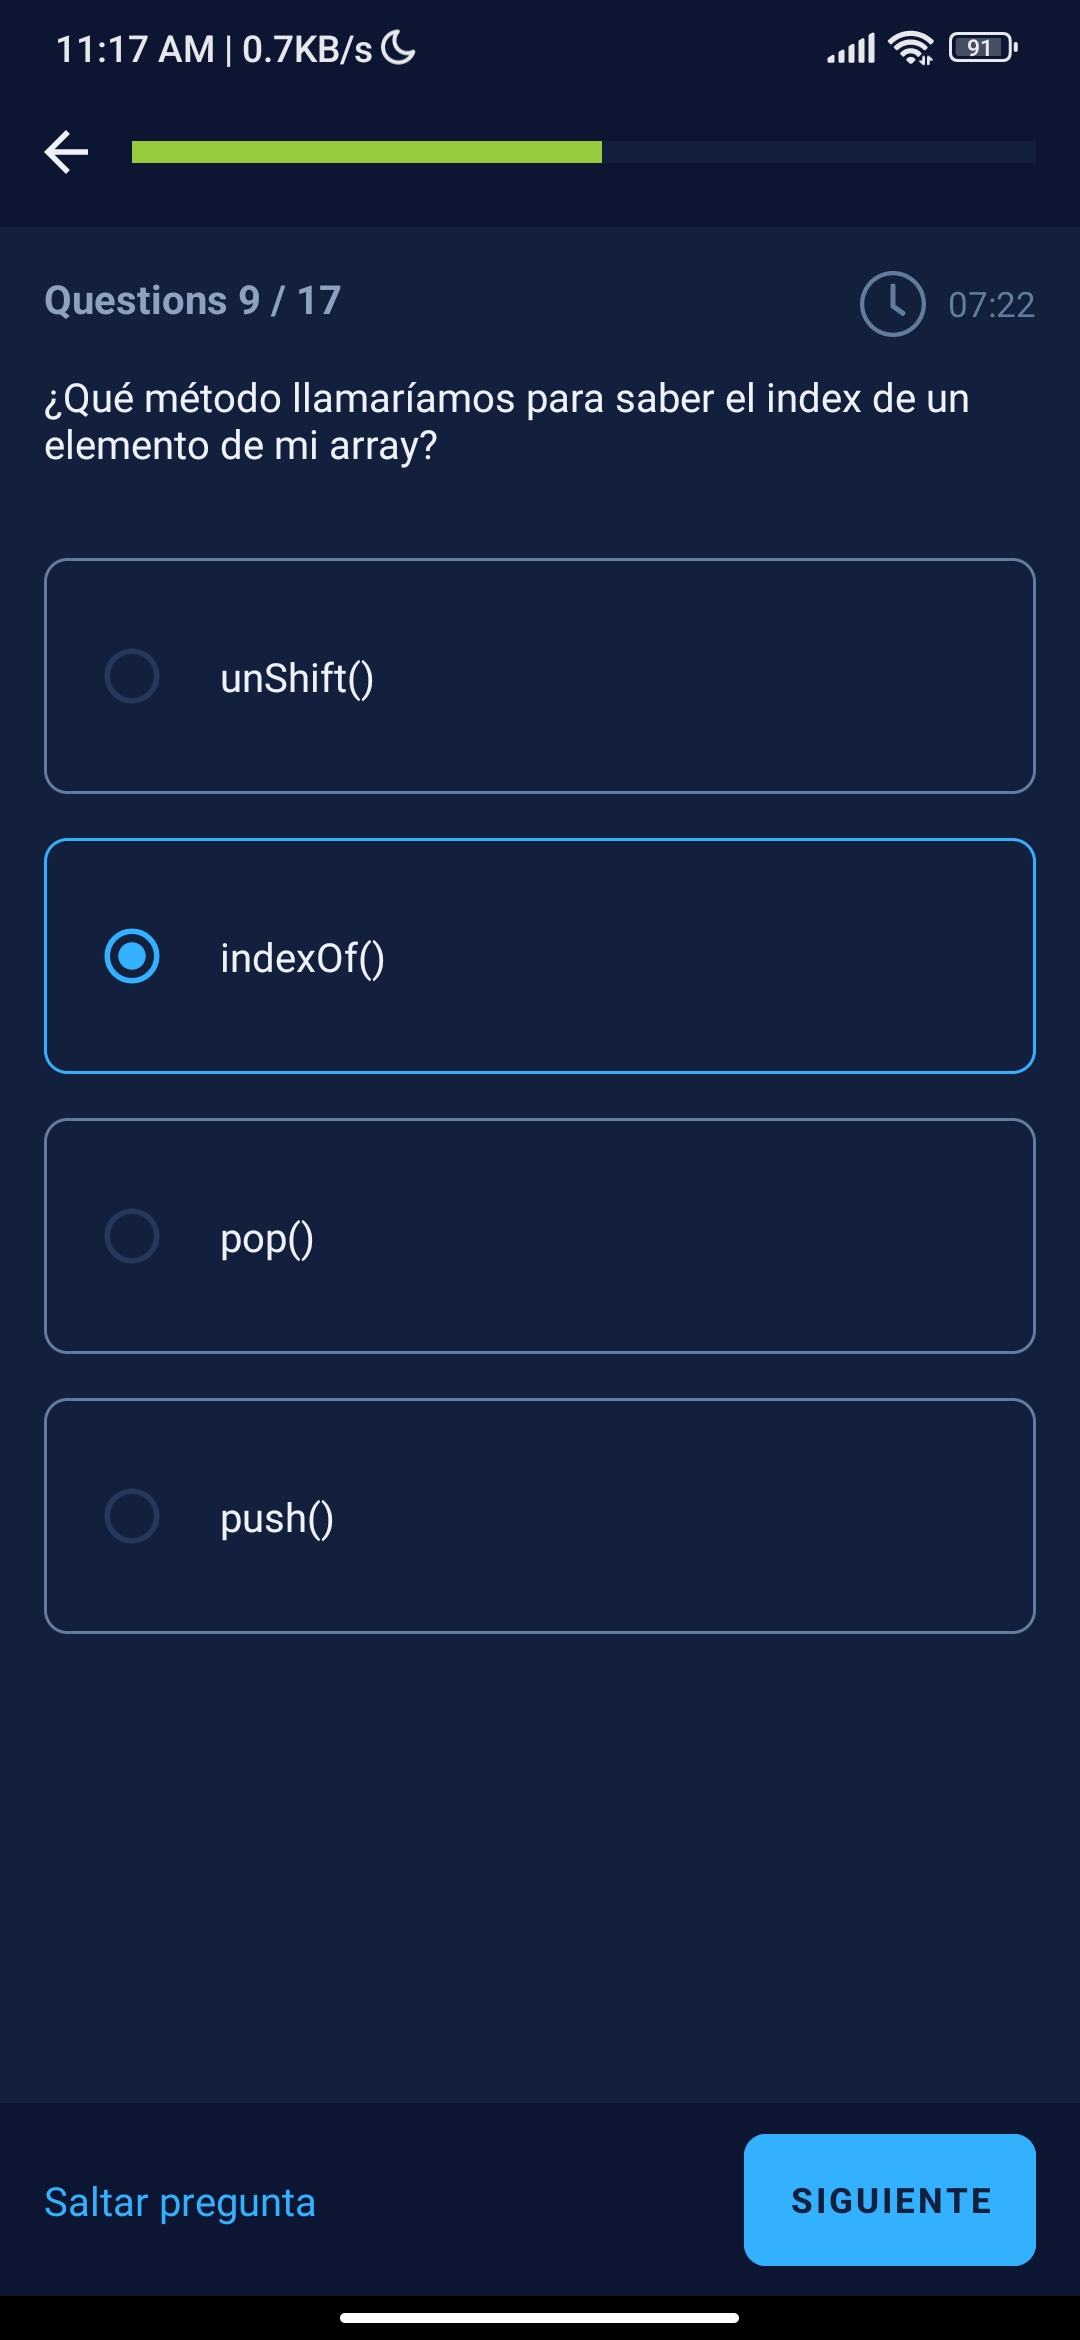 11:17 AM | 0.7KB/s
91
Questions 9 / 17
07:22
¿Qué método llamaríamos para saber el index de un
elemento de mi array?
unShift()
indexOf()
pop()
push()
Saltar pregunta
SIGUIENTE